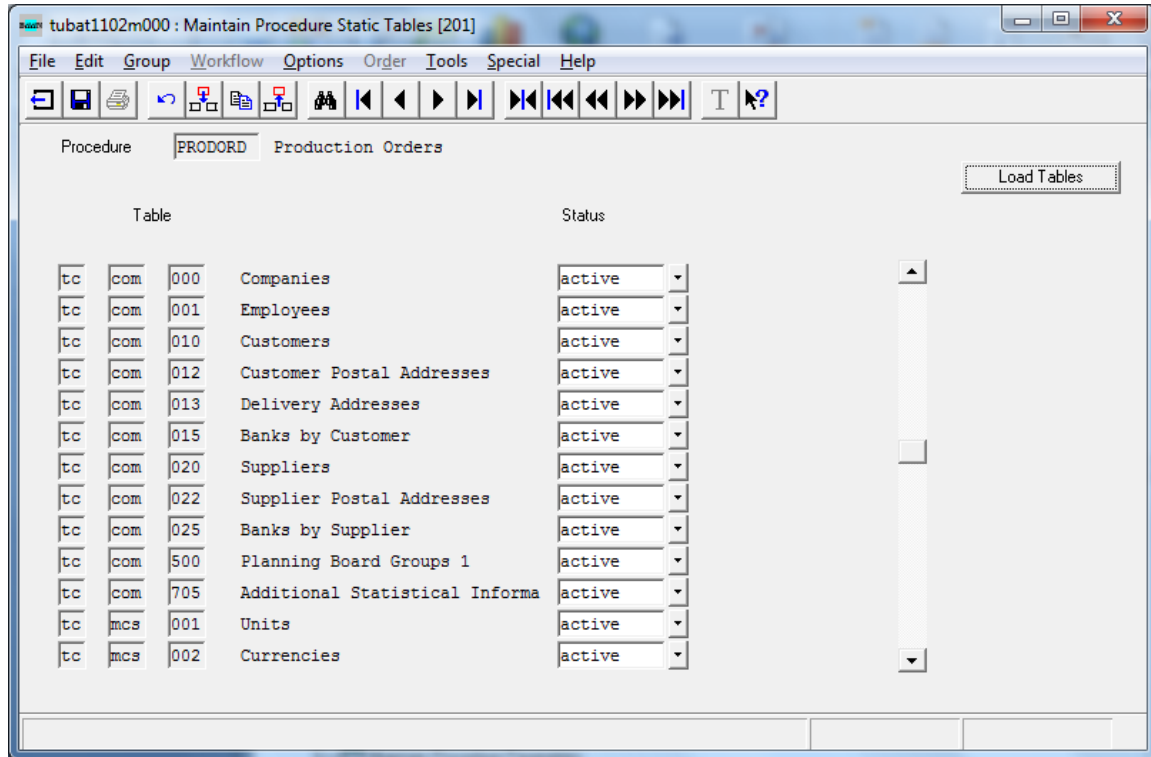 tubat1102m000 : Maintain Procedure Static Tables [201]
File Edit Group Workflow Options Order Tools Special Help
T ?
Procedure PRODORD Production Orders
Load Tables
Table Status
tc com 000 Companies active
tc com 001 Employees active
tc com 010 Customers active
tc com 012 Customer Postal Addresses active
tc com 013 Delivery Addresses active
tc com 015 Banks by Customer active
tc com 020 Suppliers active
tc com 022 Supplier Postal Addresses active
tc com 025 Banks by Supplier active
tc com 500 Planning Board Groups 1 active
tc com 705 Additional Statistical Informa active
tc mcs 001 Units active
tc mcs 002 Currencies active